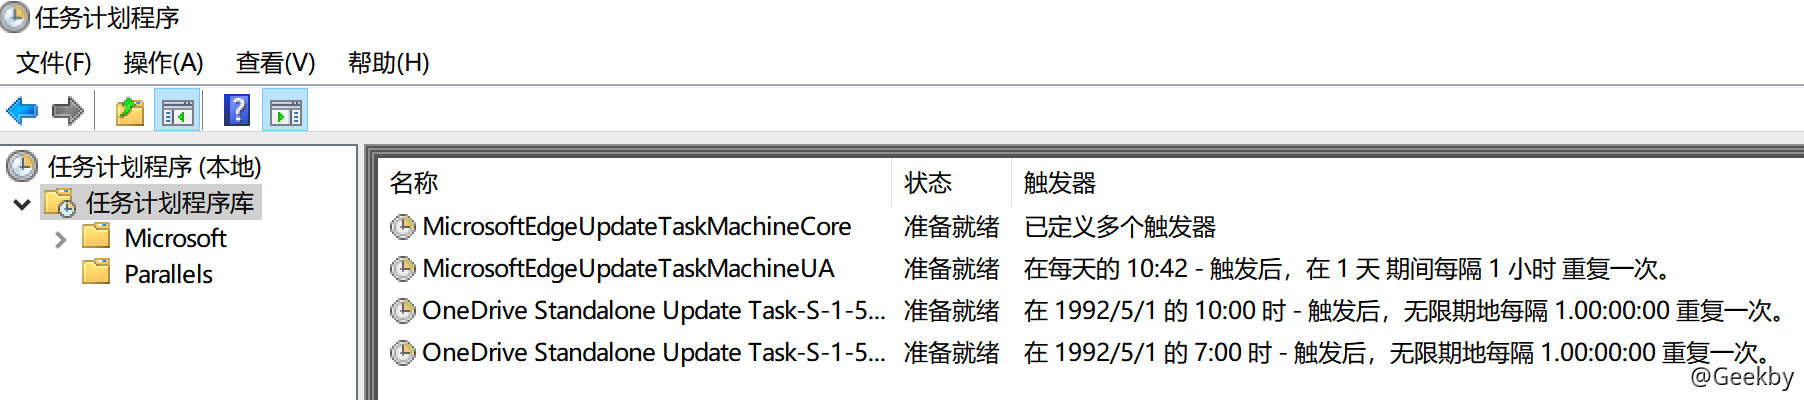 任务计划程序
文件(F) 操作(A) 查看(V) 帮助(H)
任务计划程序 (本地)
任务计划程序库
Microsoft
Parallels
名称 状态 触发器
MicrosoftEdgeUpdateTaskMachineCore 准备就绪 已定义多个触发器
MicrosoftEdgeUpdateTaskMachineUA 准备就绪 在每天的 10:42 - 触发后，在 1 天 期间每隔 1 小时 重复一次。
OneDrive Standalone Update Task-S-1-5... 准备就绪 在 1992/5/1 的 10:00 时 - 触发后，无限期地每隔 1.00:00:00 重复一次。
OneDrive Standalone Update Task-S-1-5... 准备就绪 在 1992/5/1 的 7:00 时 - 触发后，无限期地每隔 1.00:00:00 重复一次。
@Geekby